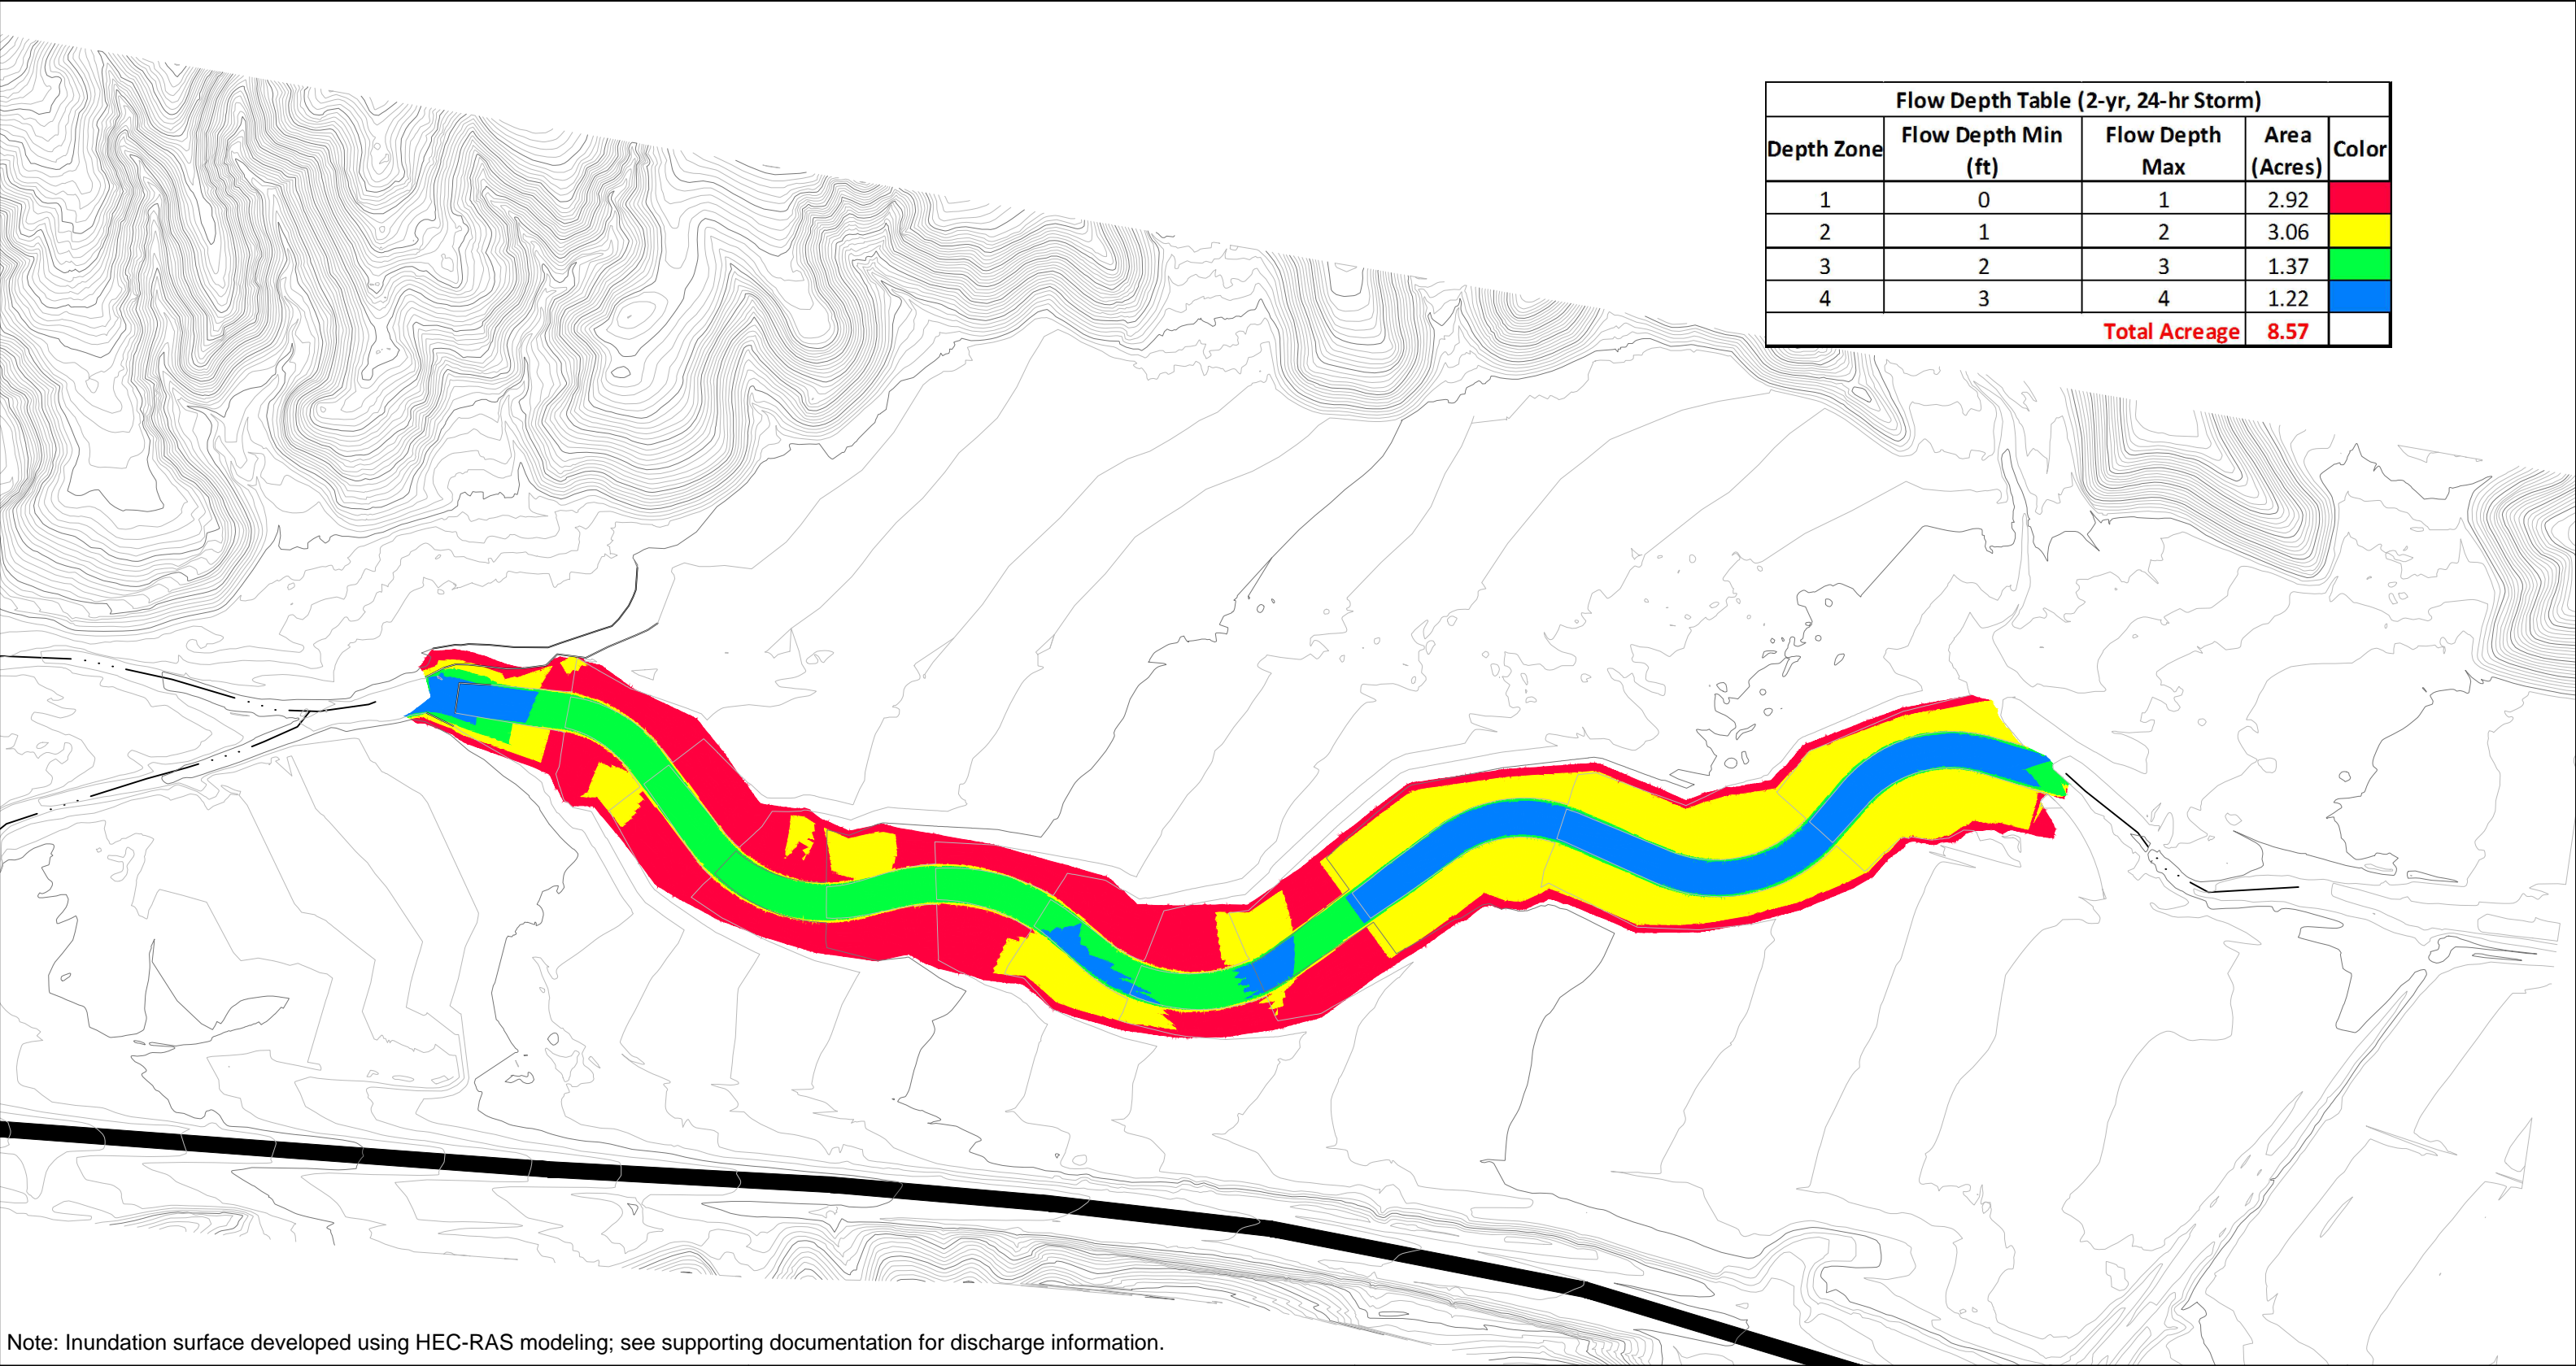 Flow Depth Table (2-yr, 24-hr Storm)
Depth Zone Flow Depth Min (ft) Flow Depth Max Area (Acres) Color
1 0 1 2.92
2 1 2 3.06
3 2 3 1.37
4 3 4 1.22
Total Acreage 8.57
Note: Inundation surface developed using HEC-RAS modeling; see supporting documentation for discharge information.